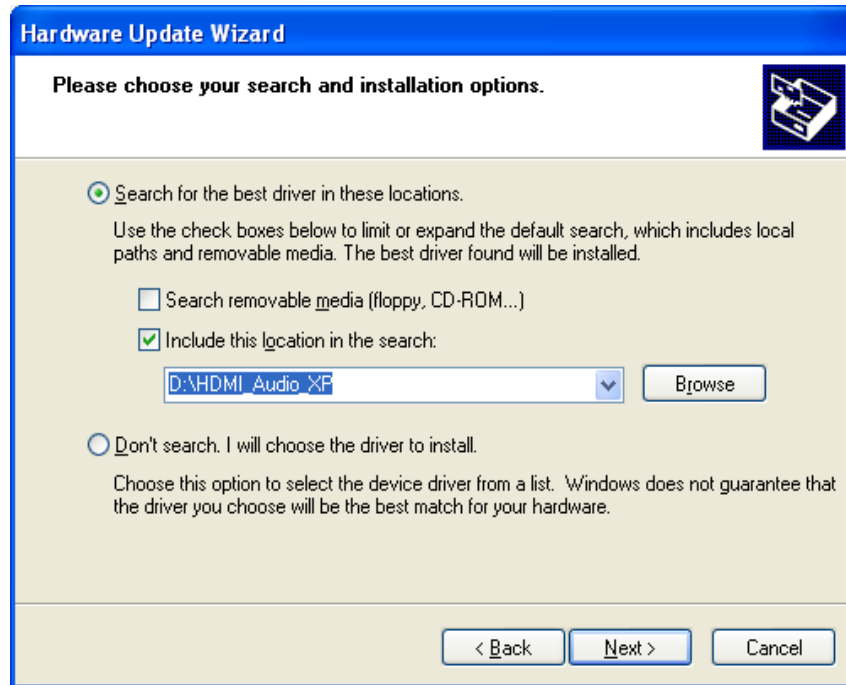 Hardware Update Wizard
Please choose your search and installation options.
Search for the best driver in these locations.
Use the check boxes below to limit or expand the default search, which includes local
paths and removable media. The best driver found will be installed.
Search removable media (floppy, CD-ROM...)
Include this location in the search:
D:\HDMI_Audio_XP
Browse
Don't search. I will choose the driver to install.
Choose this option to select the device driver from a list. Windows does not guarantee that
the driver you choose will be the best match for your hardware.
< Back
Next >
Cancel